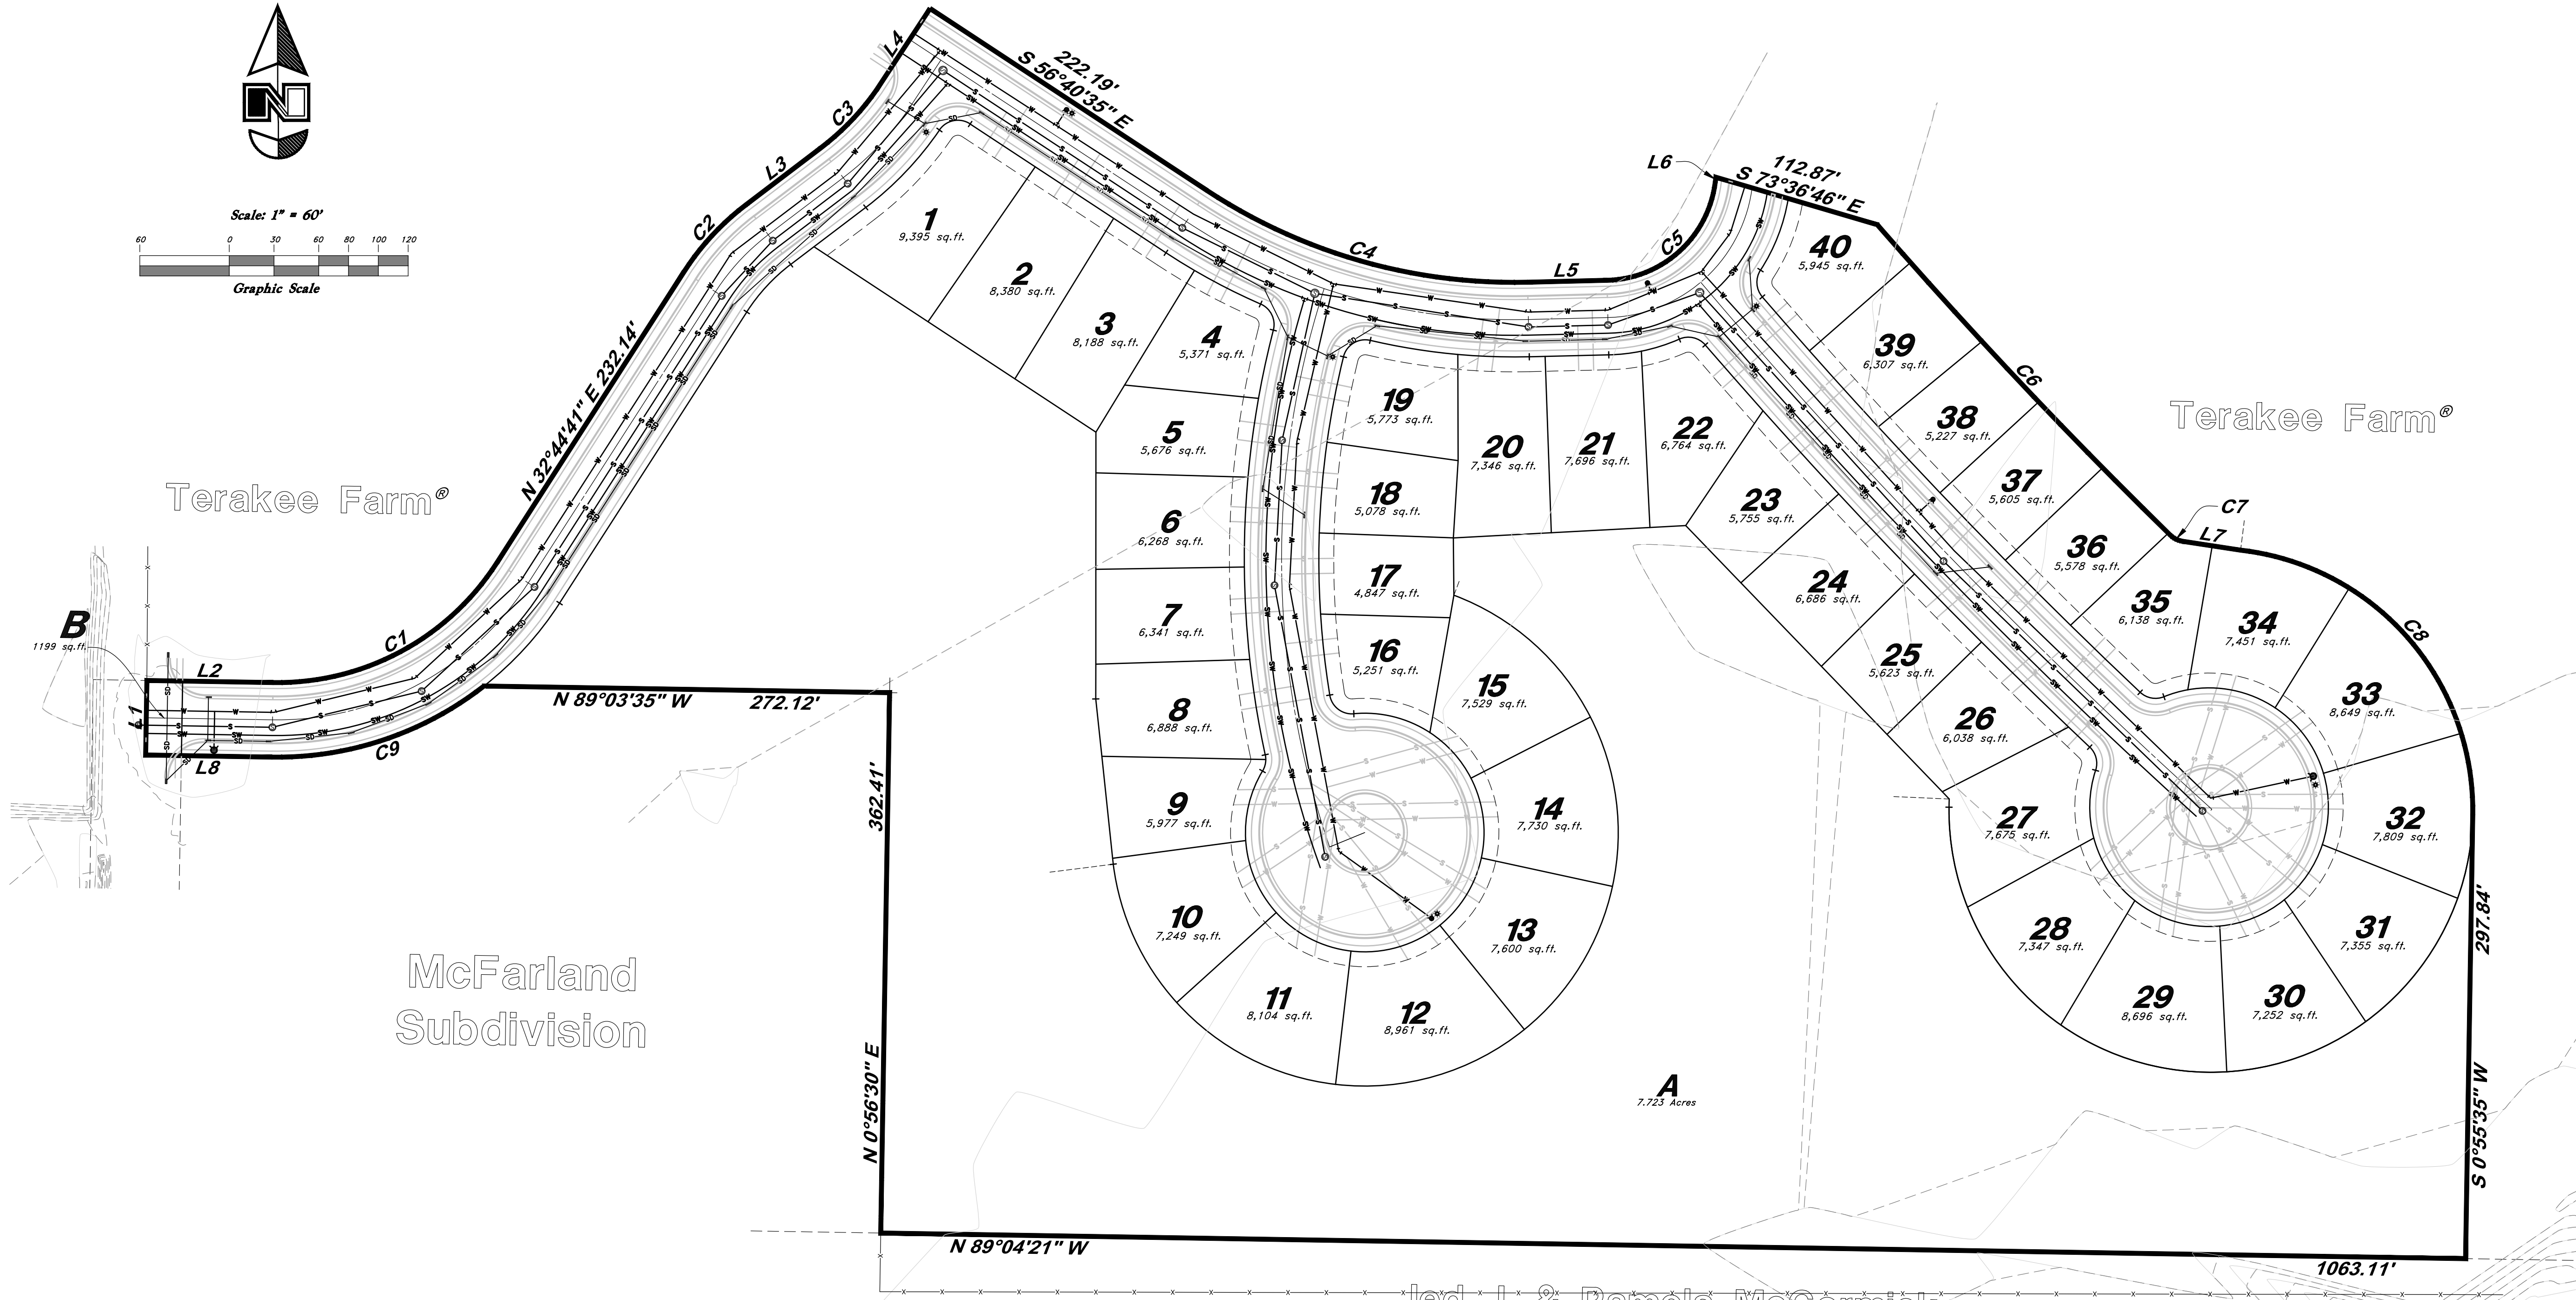 N
Scale: 1" = 60'
60 0 30 60 80 100 120
Graphic Scale
L4
222.19'
S 56°40'35" E
C3
L3
C2
1
9,395 sq.ft.
2
8,380 sq.ft.
3
8,188 sq.ft.
4
5,371 sq.ft.
C4
L5
C5
L6
112.87'
S 73°36'46" E
40
5,945 sq.ft.
39
6,307 sq.ft.
C6
38
5,227 sq.ft.
37
5,605 sq.ft.
36
5,578 sq.ft.
35
6,138 sq.ft.
Terakee Farm®
C7
L7
34
7,451 sq.ft.
C8
33
8,649 sq.ft.
32
7,809 sq.ft.
31
7,355 sq.ft.
30
7,252 sq.ft.
29
8,696 sq.ft.
28
7,347 sq.ft.
27
7,675 sq.ft.
26
6,038 sq.ft.
25
5,623 sq.ft.
24
6,686 sq.ft.
23
5,755 sq.ft.
22
6,764 sq.ft.
21
7,696 sq.ft.
20
7,346 sq.ft.
19
5,773 sq.ft.
18
5,078 sq.ft.
17
4,847 sq.ft.
16
5,251 sq.ft.
15
7,529 sq.ft.
14
7,730 sq.ft.
13
7,600 sq.ft.
12
8,961 sq.ft.
11
8,104 sq.ft.
10
7,249 sq.ft.
9
5,977 sq.ft.
8
6,888 sq.ft.
7
6,341 sq.ft.
6
6,268 sq.ft.
5
5,676 sq.ft.
N 32°44'41" E 232.14'
Terakee Farm®
B
1199 sq.ft.
C1
L2
L1
L8
C9
N 89°03'35" W 272.12'
362.41'
N 0°56'30" E
McFarland
Subdivision
A
7.723 Acres
297.84'
S 0°55'35" W
N 89°04'21" W
1063.11'